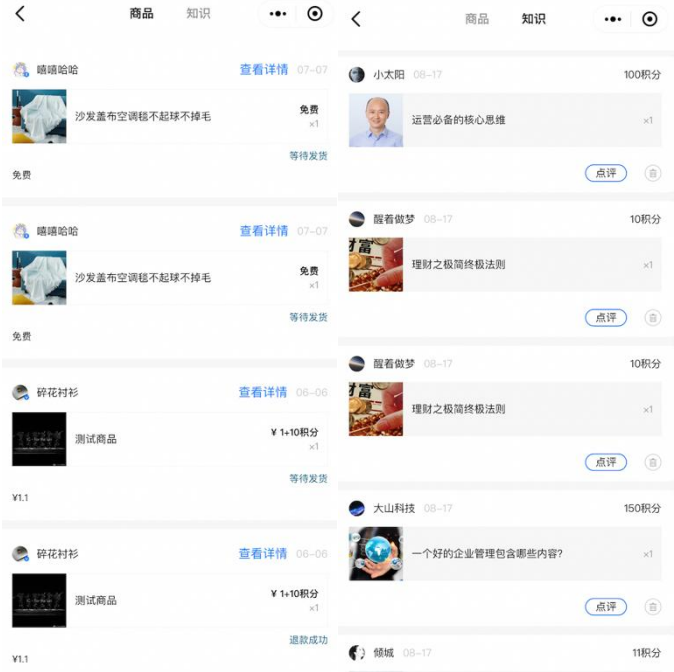 商品 知识
嘻嘻哈哈 查看详情 07-07
沙发盖布空调毯不起球不掉毛
免费
×1
等待发货
免费
嘻嘻哈哈 查看详情 07-07
沙发盖布空调毯不起球不掉毛
免费
×1
等待发货
免费
碎花衬衫 查看详情 06-06
测试商品
¥ 1+10积分
×1
等待发货
¥1.1
碎花衬衫 查看详情 06-06
测试商品
¥ 1+10积分
×1
退款成功
¥1.1
商品 知识
小太阳 08-17 100积分
运营必备的核心思维 ×1
点评
醒着做梦 08-17 10积分
财富
理财之极简终极法则 ×1
点评
醒着做梦 08-17 10积分
财富
理财之极简终极法则 ×1
点评
大山科技 08-17 150积分
一个好的企业管理包含哪些内容? ×1
点评
倾城 08-17 11积分